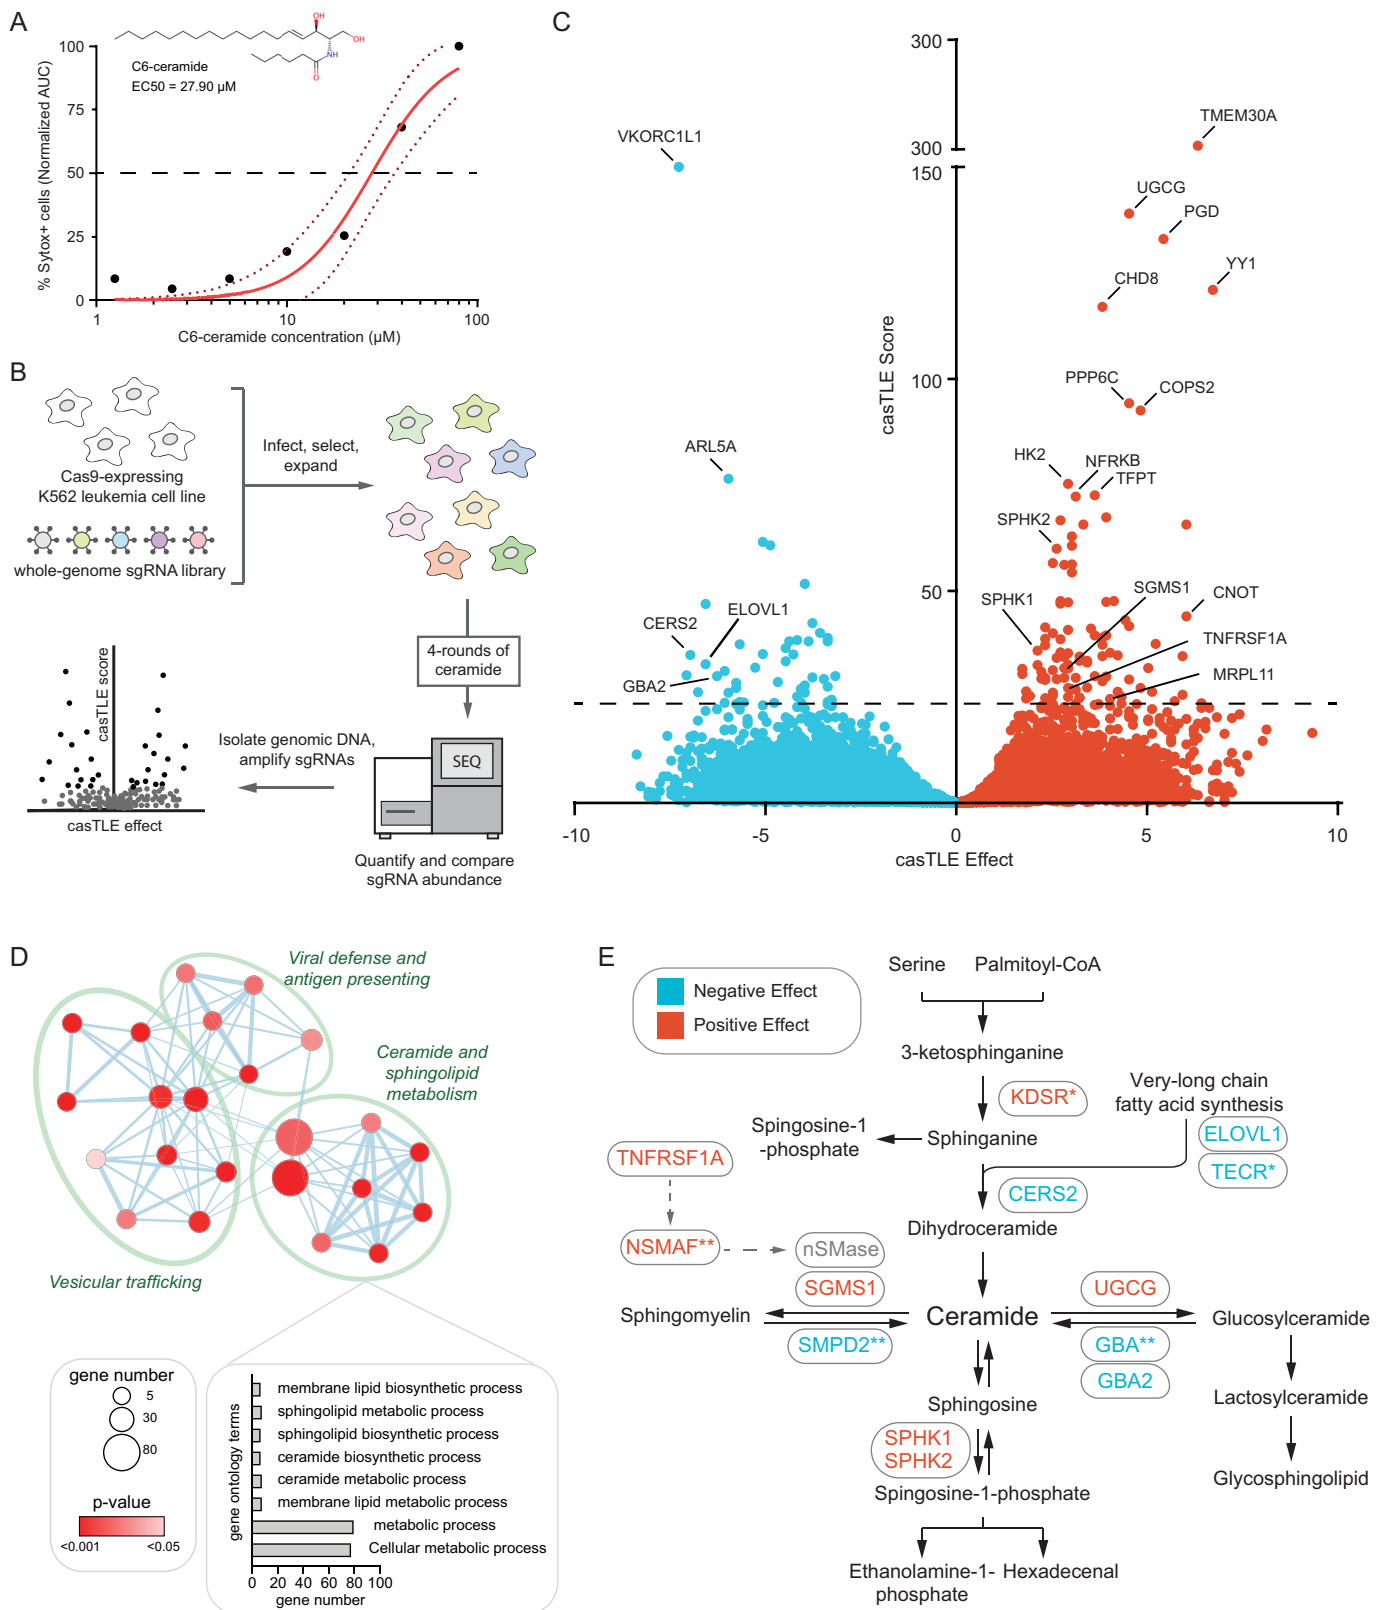 A
OH
OH
NH
O
C6-ceramide
EC50 = 27.90 µM
% Sytox+ cells (Normalized AUC)
100
75
50
25
0
1
10
100
C6-ceramide concentration (µM)
B
Cas9-expressing
K562 leukemia cell line
whole-genome sgRNA library
Infect, select,
expand
4-rounds of
ceramide
SEQ
Quantify and compare
sgRNA abundance
Isolate genomic DNA,
amplify sgRNAs
casTLE score
casTLE effect
C
300
300
150
100
50
casTLE Score
VKORC1L1
TMEM30A
UGCG
PGD
YY1
CHD8
PPP6C
COPS2
ARL5A
HK2
NFRKB
TFPT
SPHK2
SPHK1
SGMS1
CNOT
TNFRSF1A
MRPL11
CERS2
ELOVL1
GBA2
-10
-5
0
5
10
casTLE Effect
D
Viral defense and
antigen presenting
Ceramide and
sphingolipid
metabolism
Vesicular trafficking
gene number
5
30
80
p-value
<0.001
<0.05
gene ontology terms
membrane lipid biosynthetic process
sphingolipid metabolic process
sphingolipid biosynthetic process
ceramide biosynthetic process
ceramide metabolic process
membrane lipid metabolic process
metabolic process
Cellular metabolic process
0 20 40 60 80 100
gene number
E
Negative Effect
Positive Effect
Serine Palmitoyl-CoA
3-ketosphinganine
KDSR*
Very-long chain
fatty acid synthesis
ELOVL1
TECR*
Spingosine-1
-phosphate
Sphinganine
CERS2
TNFRSF1A
NSMAF**
nSMase
Dihydroceramide
SGMS1
UGCG
Sphingomyelin
Ceramide
Glucosylceramide
SMPD2**
GBA**
GBA2
Lactosylceramide
Sphingosine
SPHK1
SPHK2
Glycosphingolipid
Spingosine-1-phosphate
Ethanolamine-1-
phosphate
Hexadecenal